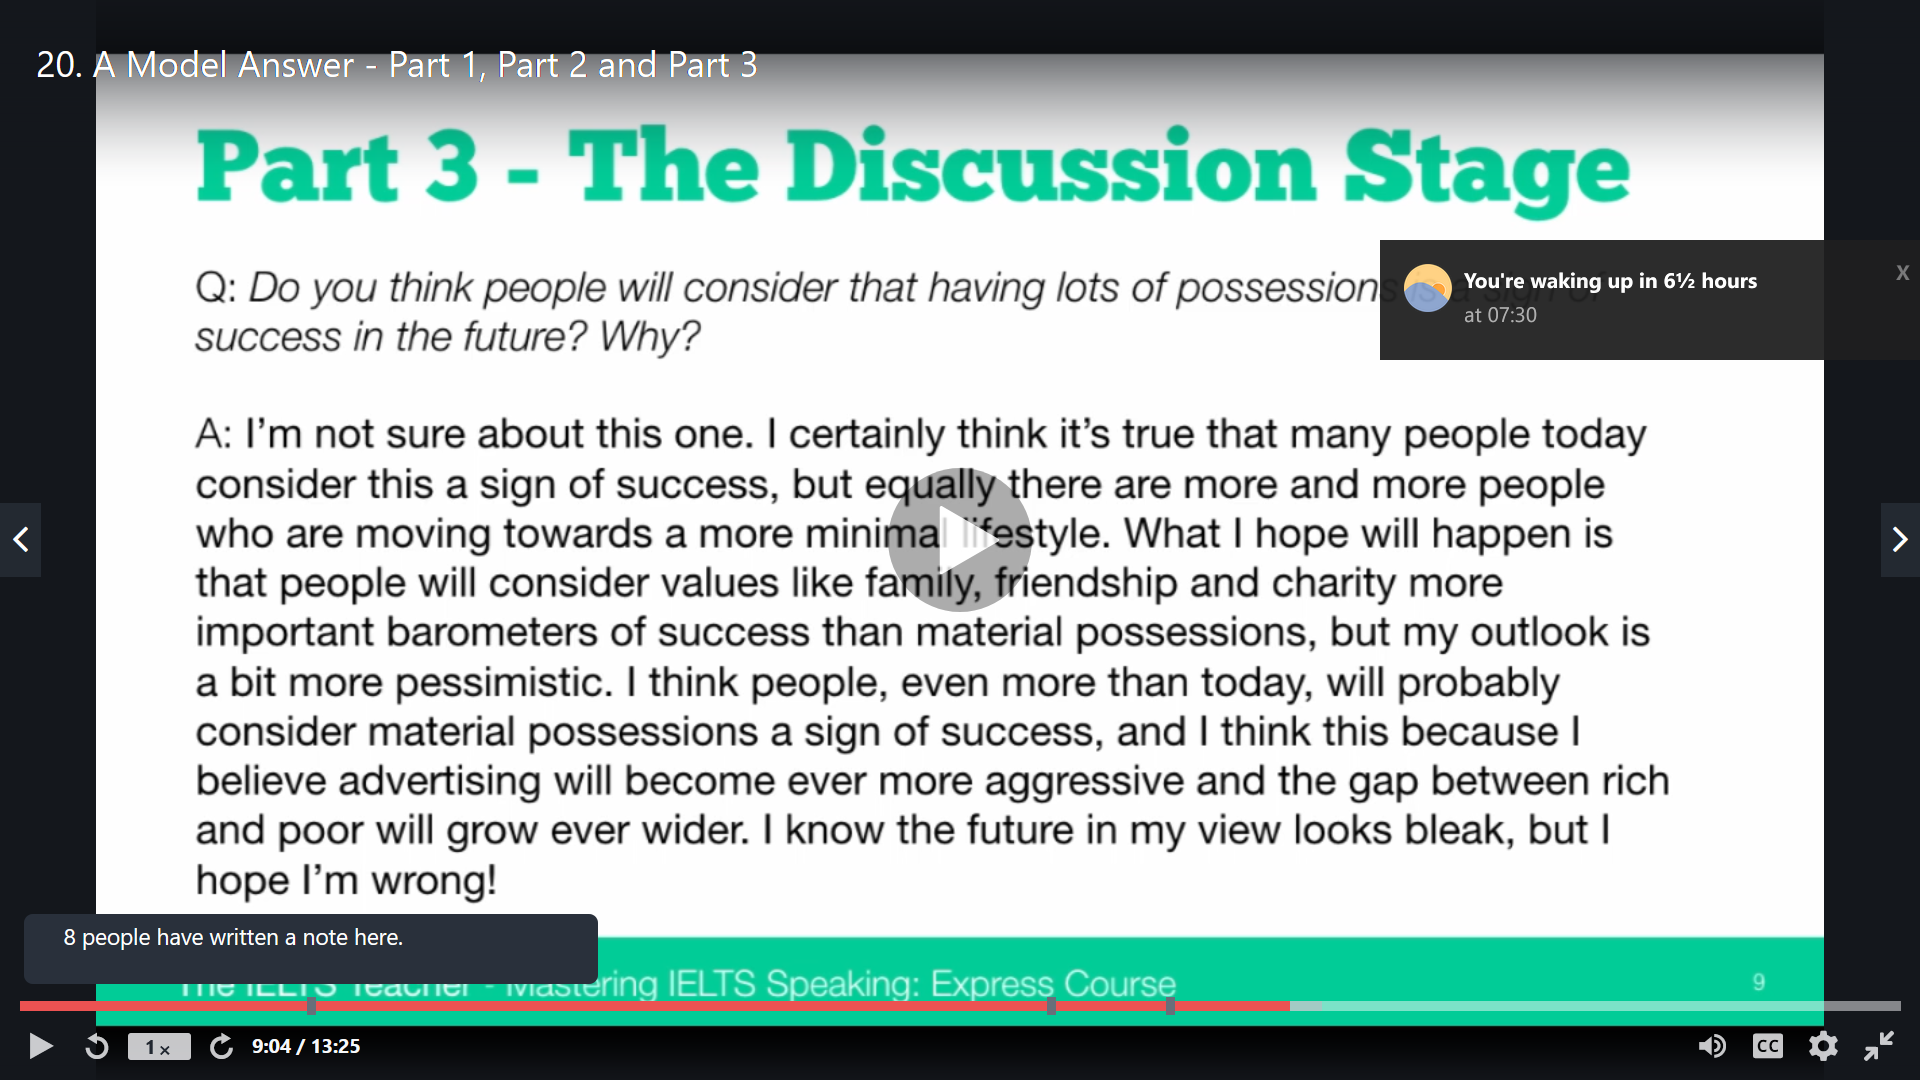 20. A Model Answer - Part 1, Part 2 and Part 3
Part 3 - The Discussion Stage
Q: Do you think people will consider that having lots of possessions is a sign of
success in the future? Why?
You're waking up in 6½ hours
at 07:30
X
A: I'm not sure about this one. I certainly think it's true that many people today
consider this a sign of success, but equally there are more and more people
who are moving towards a more minimal lifestyle. What I hope will happen is
that people will consider values like family, friendship and charity more
important barometers of success than material possessions, but my outlook is
a bit more pessimistic. I think people, even more than today, will probably
consider material possessions a sign of success, and I think this because I
believe advertising will become ever more aggressive and the gap between rich
and poor will grow ever wider. I know the future in my view looks bleak, but I
hope I'm wrong!
8 people have written a note here.
The IELTS Teacher - Mastering IELTS Speaking: Express Course
9
1x
9:04 / 13:25
CC